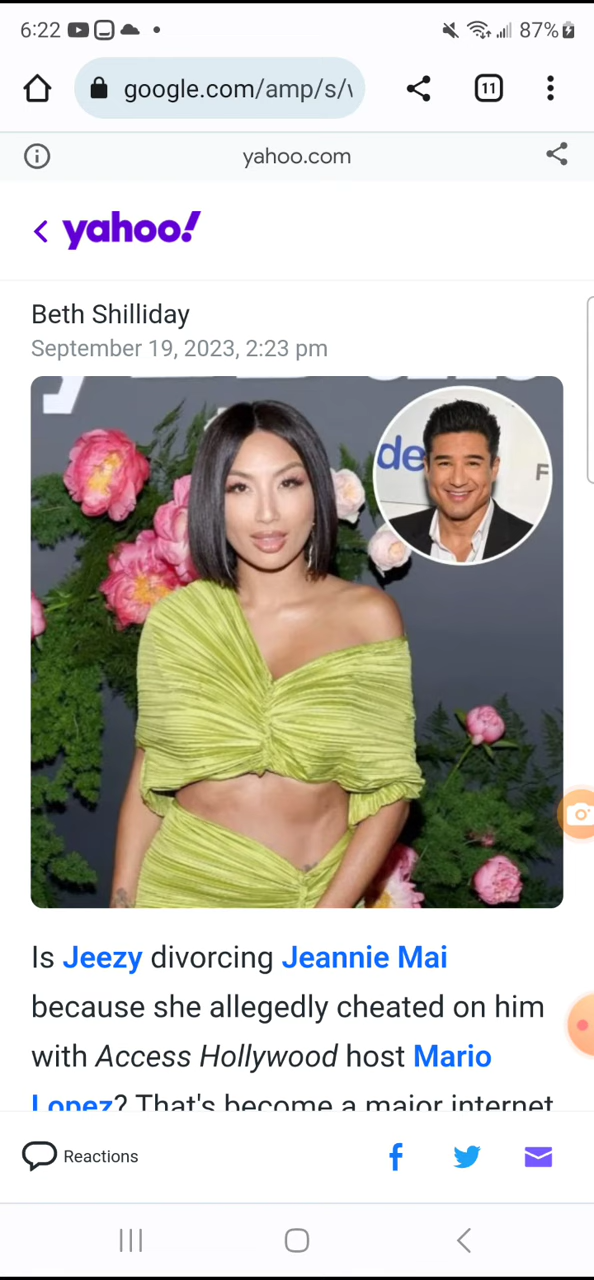 6:22 87%
google.com/amp/s/ 11
yahoo.com
yahoo!
Beth Shilliday
September 19, 2023, 2:23 pm
de F
Is Jeezy divorcing Jeannie Mai
because she allegedly cheated on him
with Access Hollywood host Mario
Lopez? That's become a major internet
Reactions